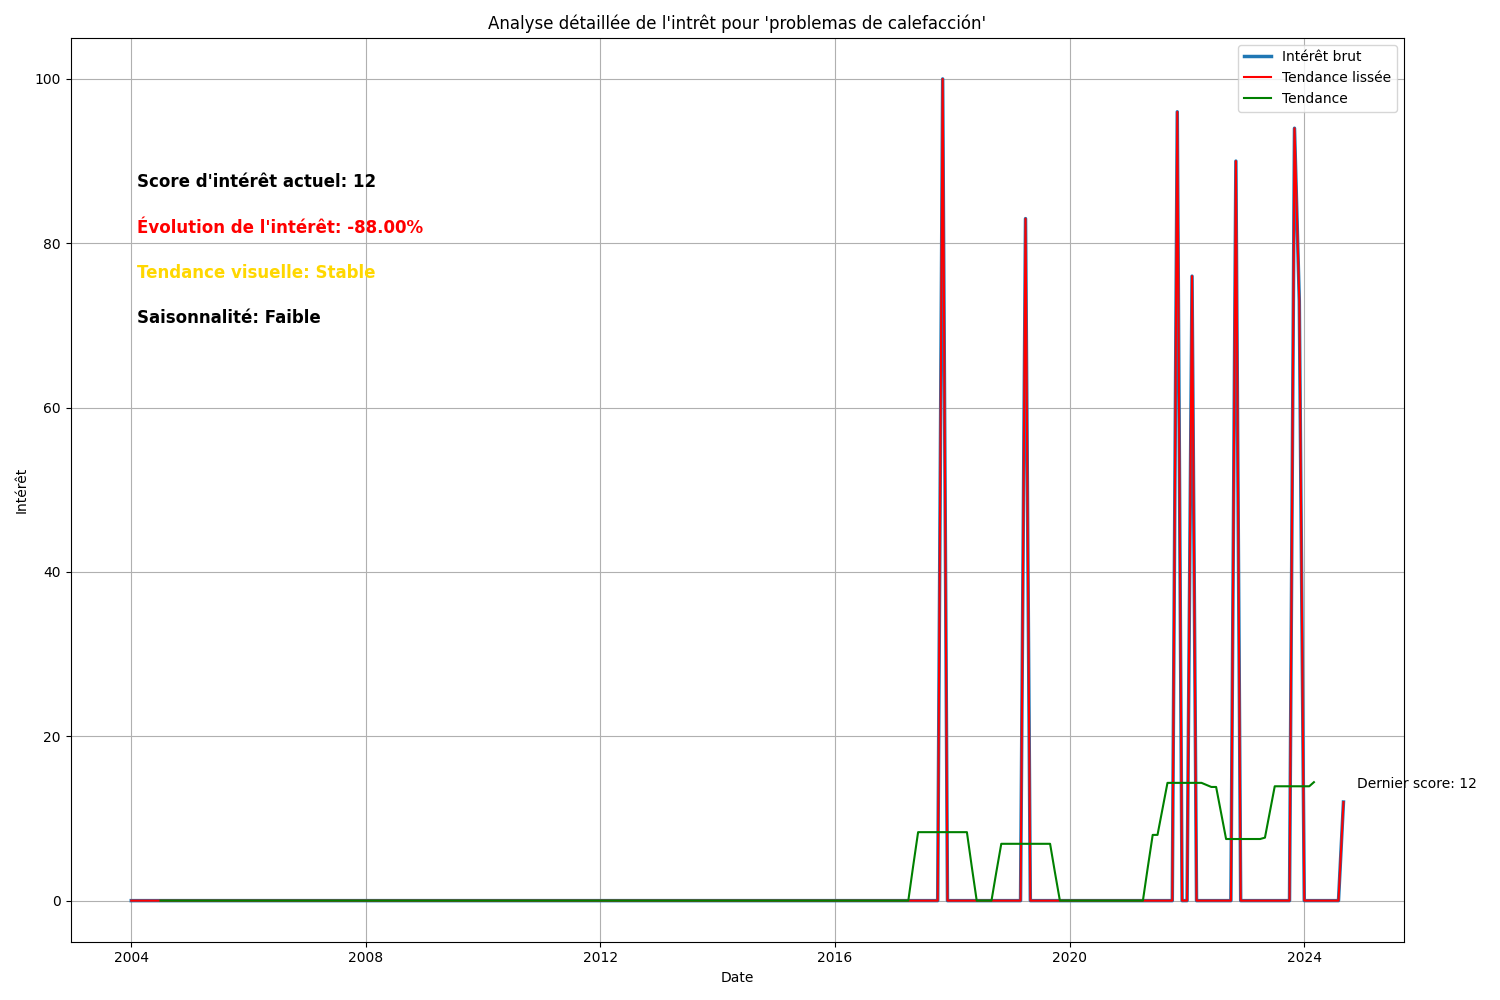 Analyse détaillée de l'intrêt pour 'problemas de calefacción'
Intérêt brut
Tendance lissée
Tendance
100
80
60
40
20
0
Intérêt
Score d'intérêt actuel: 12
Évolution de l'intérêt: -88.00%
Tendance visuelle: Stable
Saisonnalité: Faible
Dernier score: 12
2004
2008
2012
2016
2020
2024
Date